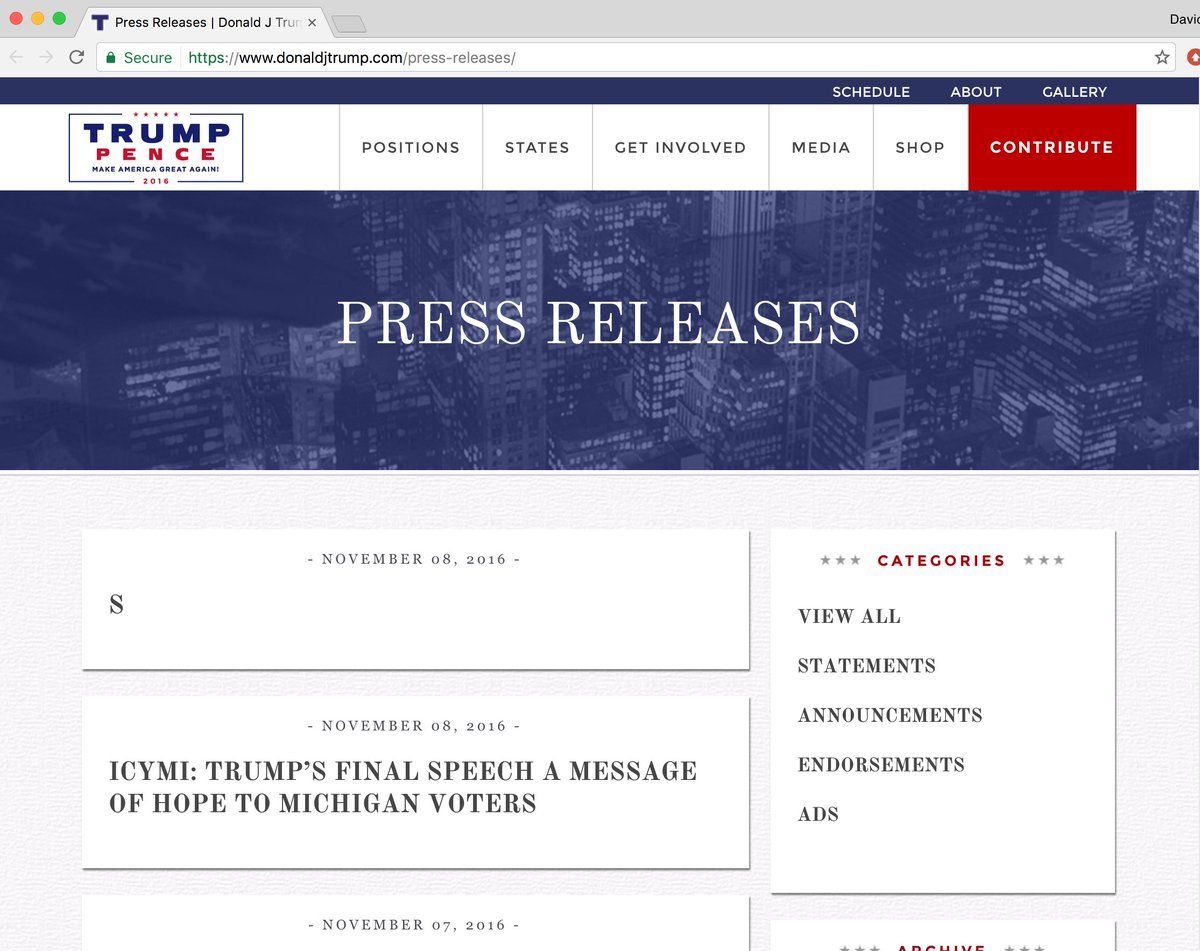 Press Releases | Donald J Trum
Davic
Secure https://www.donaldjtrump.com/press-releases/
SCHEDULE ABOUT GALLERY
TRUMP
PENCE
MAKE AMERICA GREAT AGAIN!
2016
POSITIONS STATES GET INVOLVED MEDIA SHOP CONTRIBUTE
PRESS RELEASES
- NOVEMBER 08, 2016 -
S
- NOVEMBER 08, 2016 -
ICYMI: TRUMP’S FINAL SPEECH A MESSAGE
OF HOPE TO MICHIGAN VOTERS
- NOVEMBER 07, 2016 -
CATEGORIES
VIEW ALL
STATEMENTS
ANNOUNCEMENTS
ENDORSEMENTS
ADS
ARCHIVE